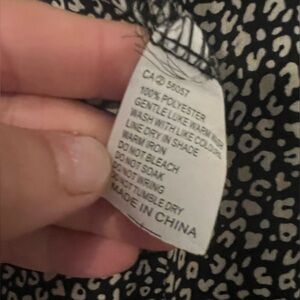 CA 56057
100% POLYESTER
GENTLE LUKE WARM WASH
WASH WITH LIKE COLOURS
LINE DRY IN SHADE
WARM IRON
DO NOT BLEACH
DO NOT SOAK
DO NOT WRING
DO NOT TUMBLE DRY
MADE IN CHINA